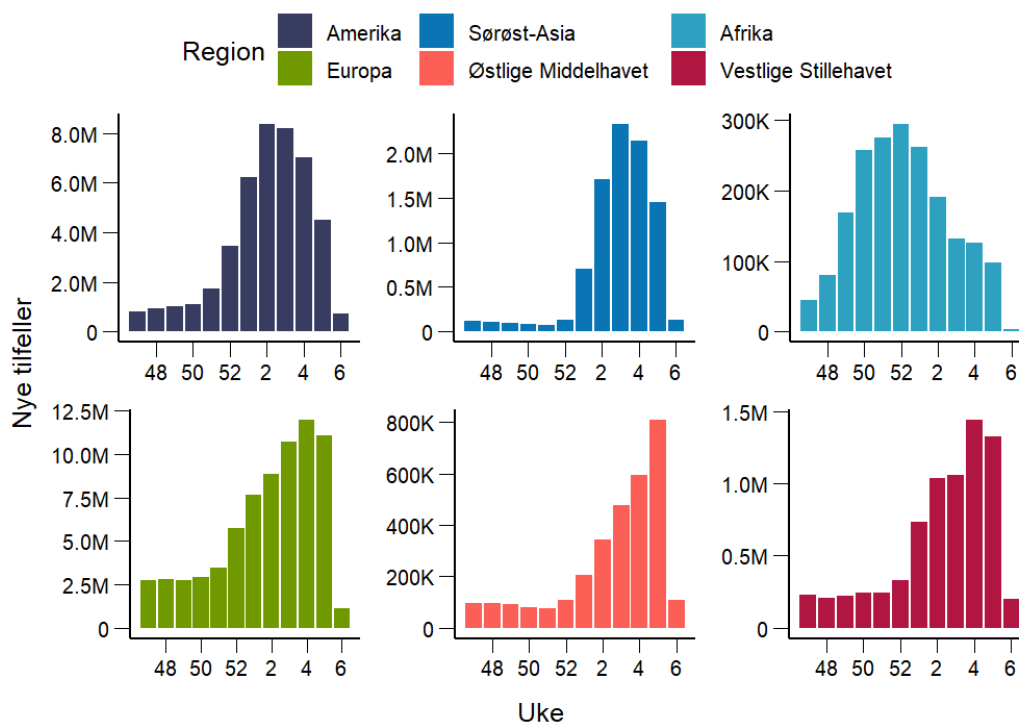 Region
Amerika
Sørøst-Asia
Afrika
Europa
Østlige Middelhavet
Vestlige Stillehavet
Nye tilfeller
8.0M
6.0M
4.0M
2.0M
0
48 50 52 2 4 6
2.0M
1.5M
1.0M
0.5M
0
48 50 52 2 4 6
300K
200K
100K
0
48 50 52 2 4 6
12.5M
10.0M
7.5M
5.0M
2.5M
0
48 50 52 2 4 6
800K
600K
400K
200K
0
48 50 52 2 4 6
1.5M
1.0M
0.5M
0
48 50 52 2 4 6
Uke